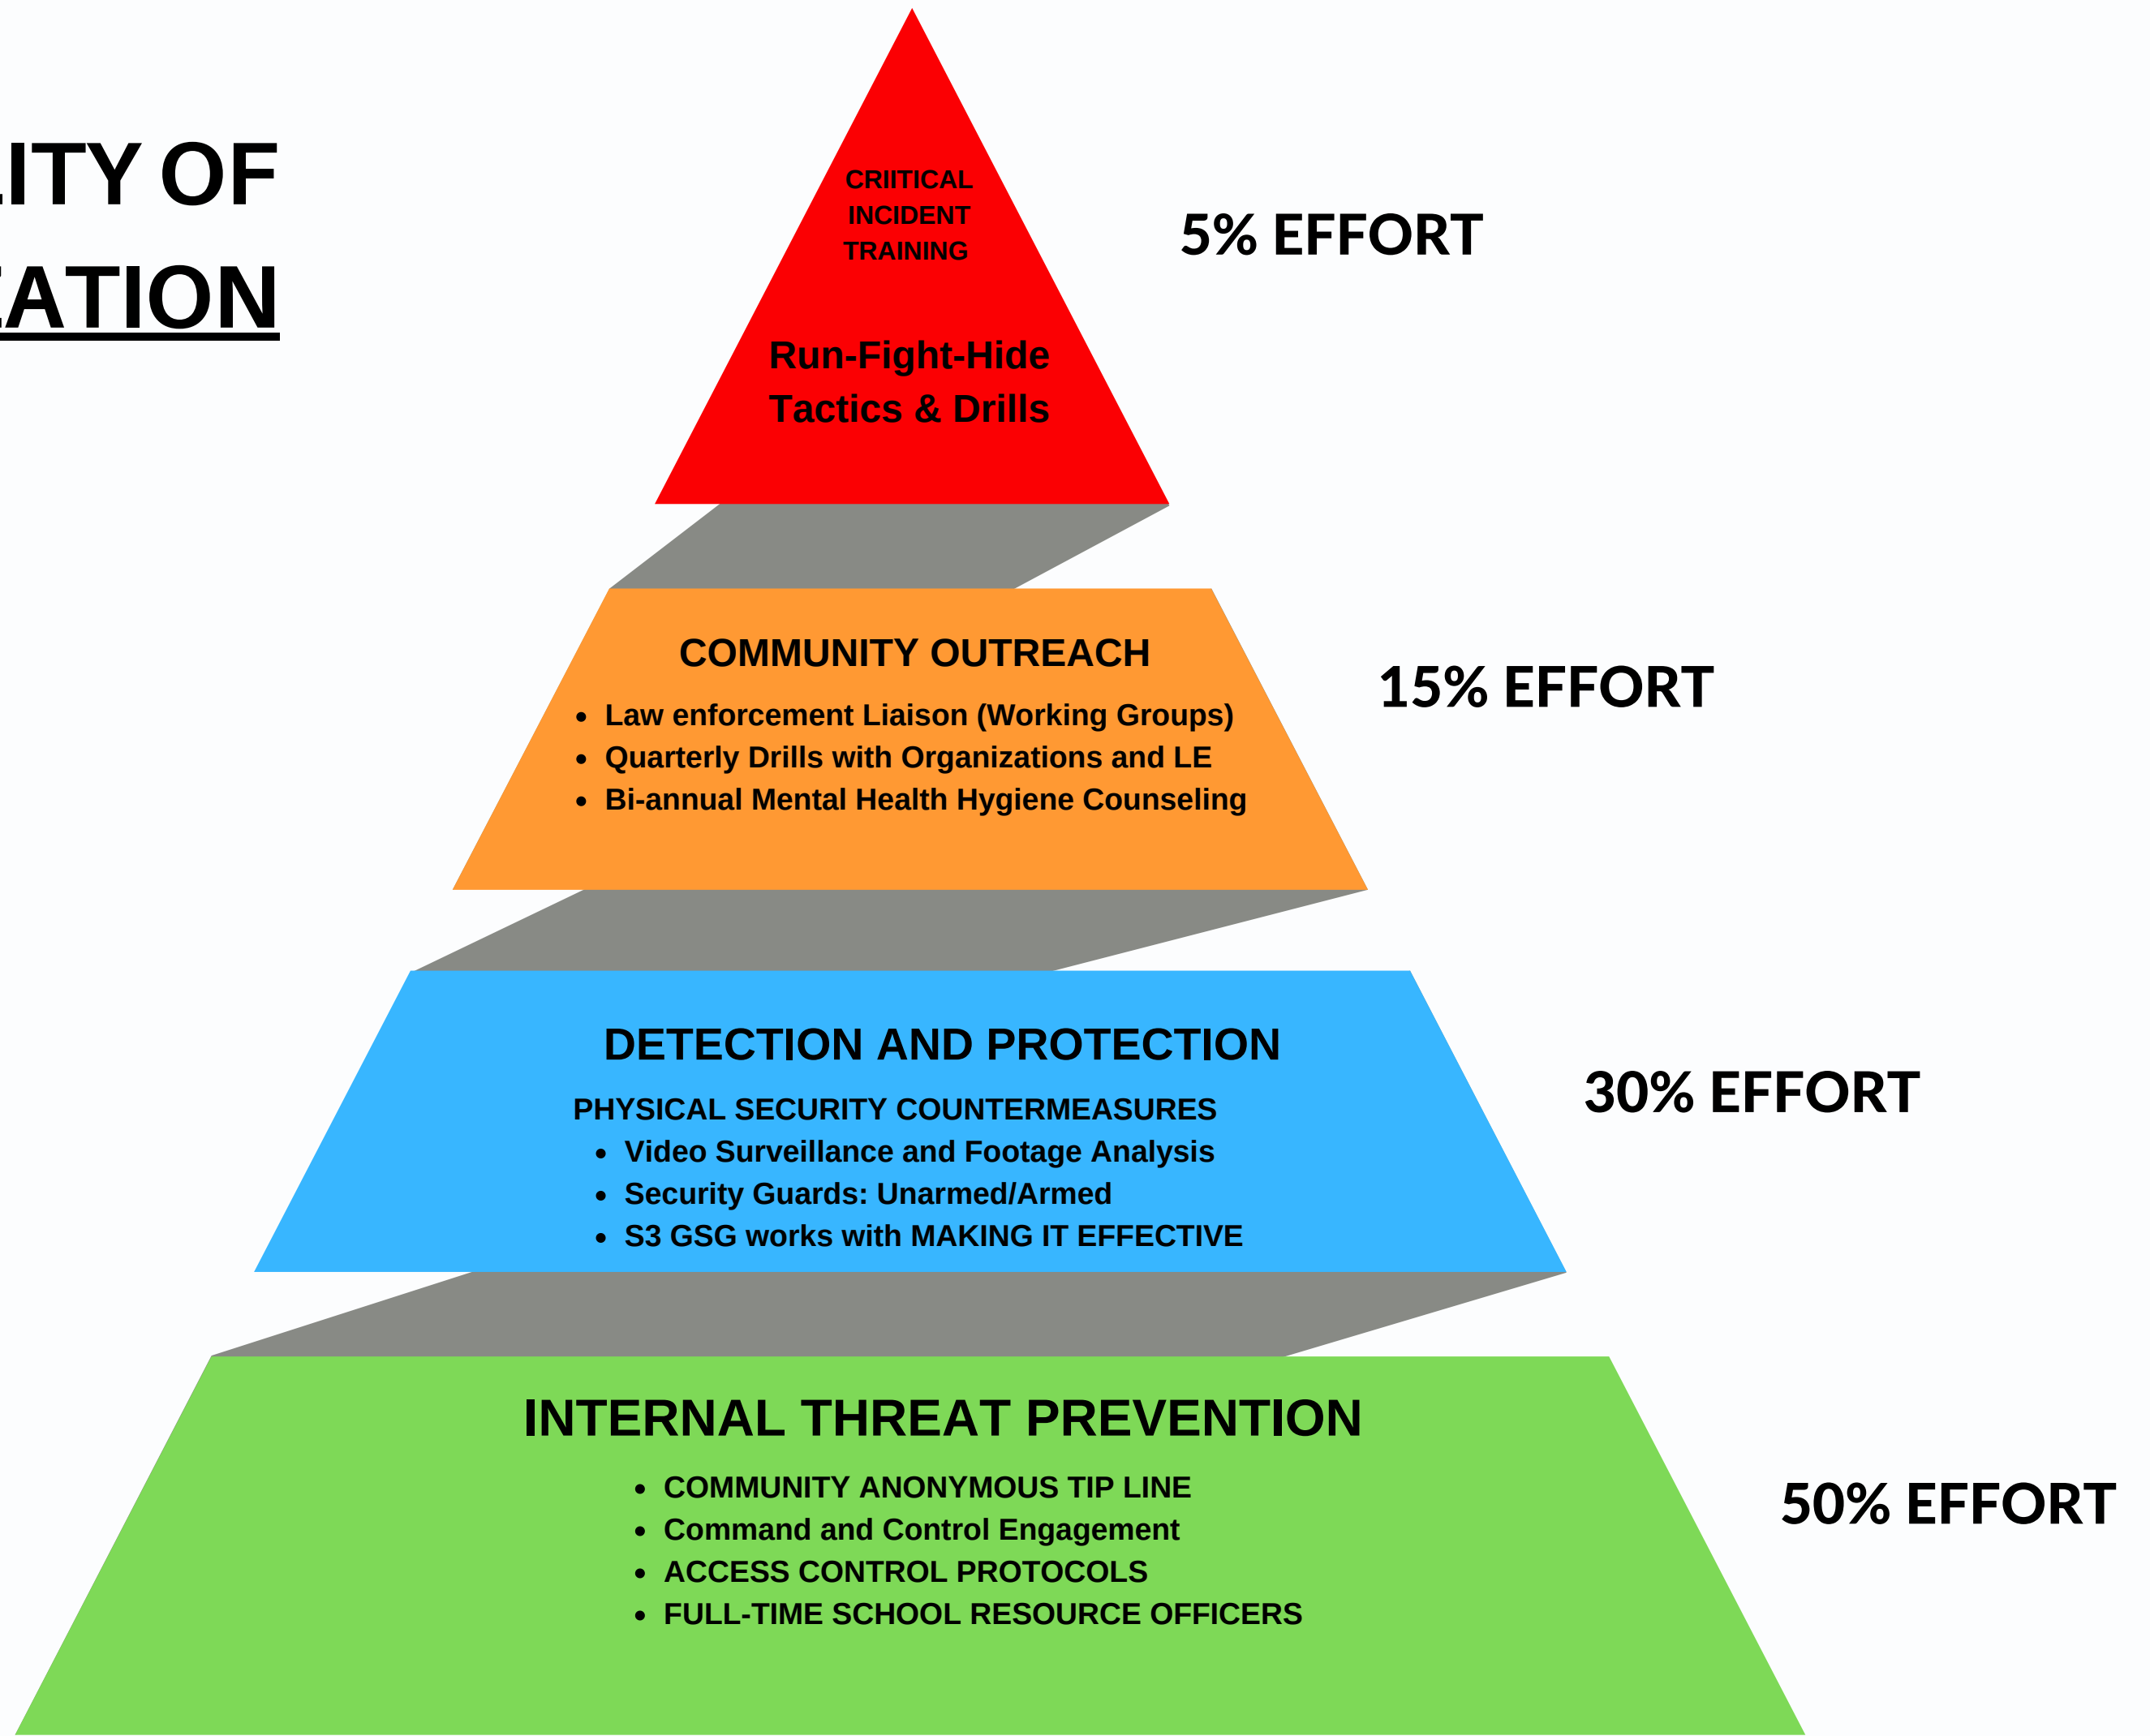 ITY OF
ATION
CRIITICAL
INCIDENT
TRAINING
Run-Fight-Hide
Tactics & Drills
5% EFFORT
COMMUNITY OUTREACH
• Law enforcement Liaison (Working Groups)
• Quarterly Drills with Organizations and LE
• Bi-annual Mental Health Hygiene Counseling
15% EFFORT
DETECTION AND PROTECTION
PHYSICAL SECURITY COUNTERMEASURES
• Video Surveillance and Footage Analysis
• Security Guards: Unarmed/Armed
• S3 GSG works with MAKING IT EFFECTIVE
30% EFFORT
INTERNAL THREAT PREVENTION
• COMMUNITY ANONYMOUS TIP LINE
• Command and Control Engagement
• ACCESS CONTROL PROTOCOLS
• FULL-TIME SCHOOL RESOURCE OFFICERS
50% EFFORT